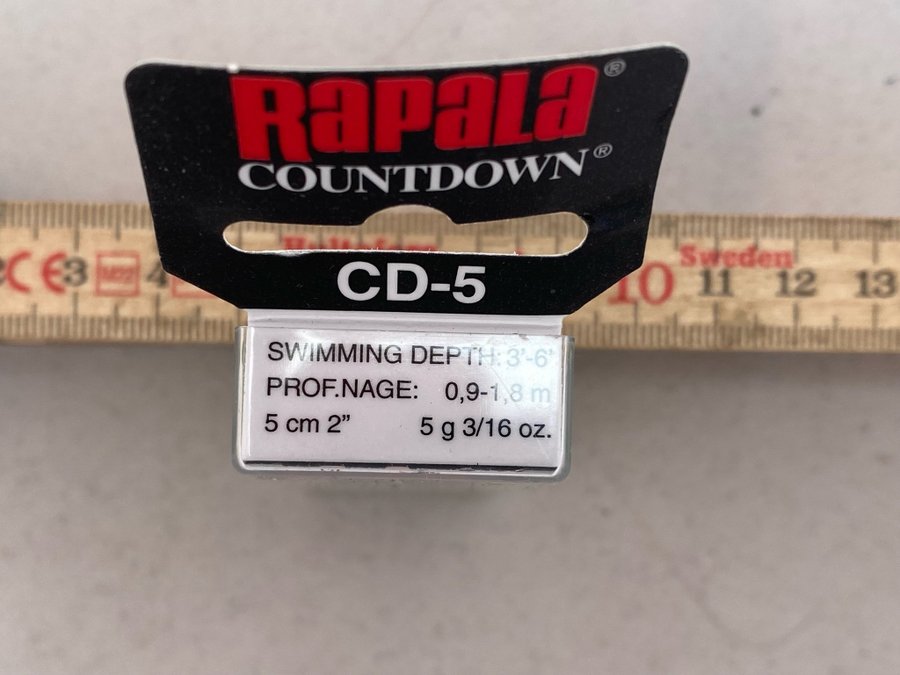 RAPALA®
COUNTDOWN®
CD-5
SWIMMING DEPTH: 3'-6'
PROF.NAGE: 0,9-1,8 m
5 cm 2” 5 g 3/16 oz.
CE 3 4 10 Sweden 11 12 13